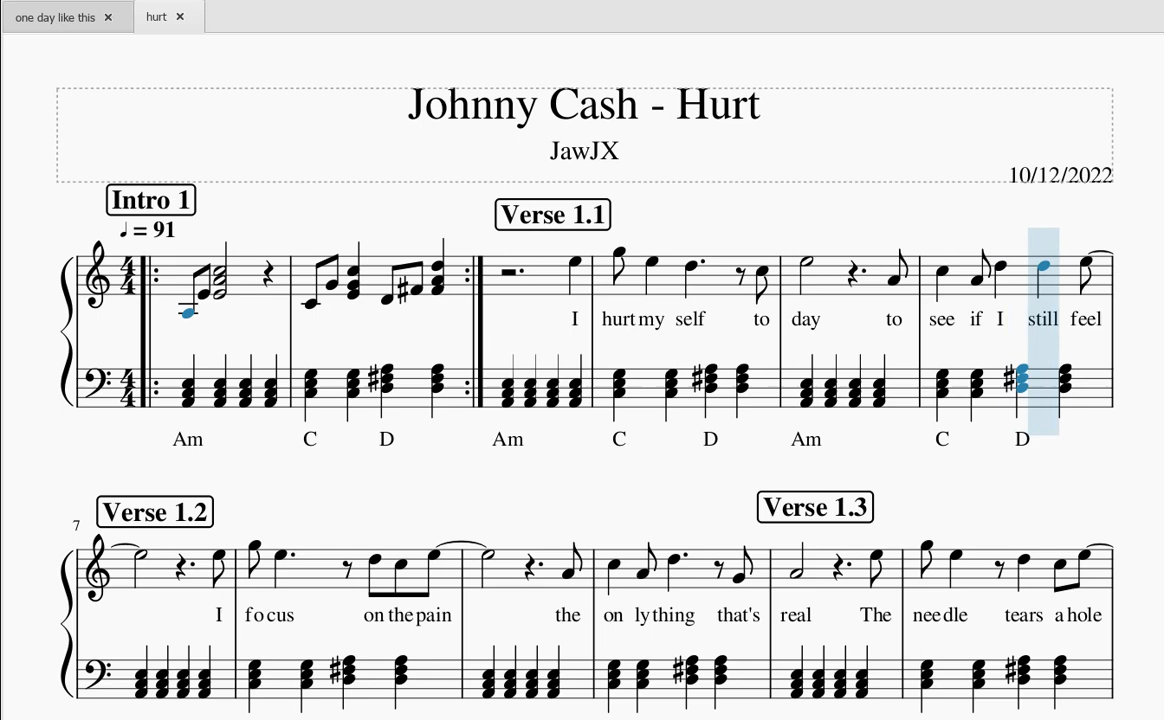 one day like this × hurt ×
Johnny Cash - Hurt
JawJX
10/12/2022
Intro 1
Verse 1.1
♩ = 91
I hurt my self to day to see if I still feel
Am C D Am C D Am C D
Verse 1.2
Verse 1.3
7
I fo cus on the pain the on ly thing that's real The nee dle tears a hole